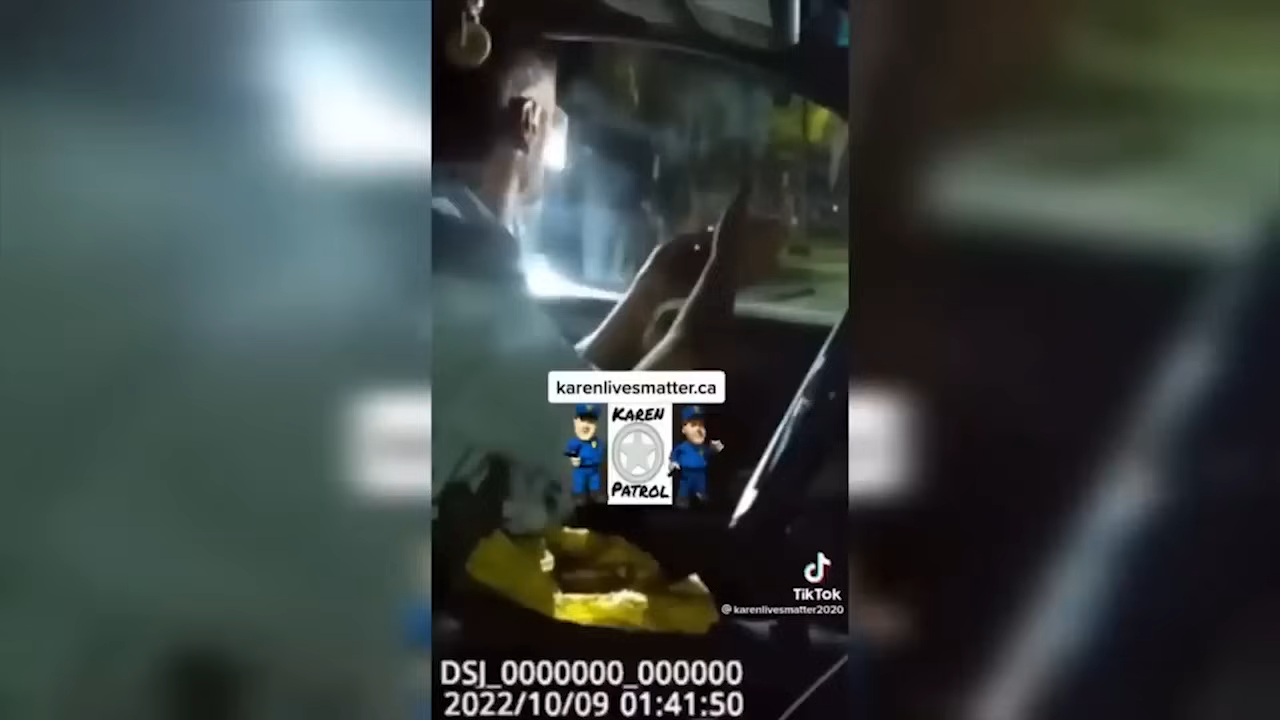 karenlivesmatter.ca
KAREN
PATROL
TikTok
@karenlivesmatter2020
DSJ_0000000_000000
2022/10/09 01:41:50